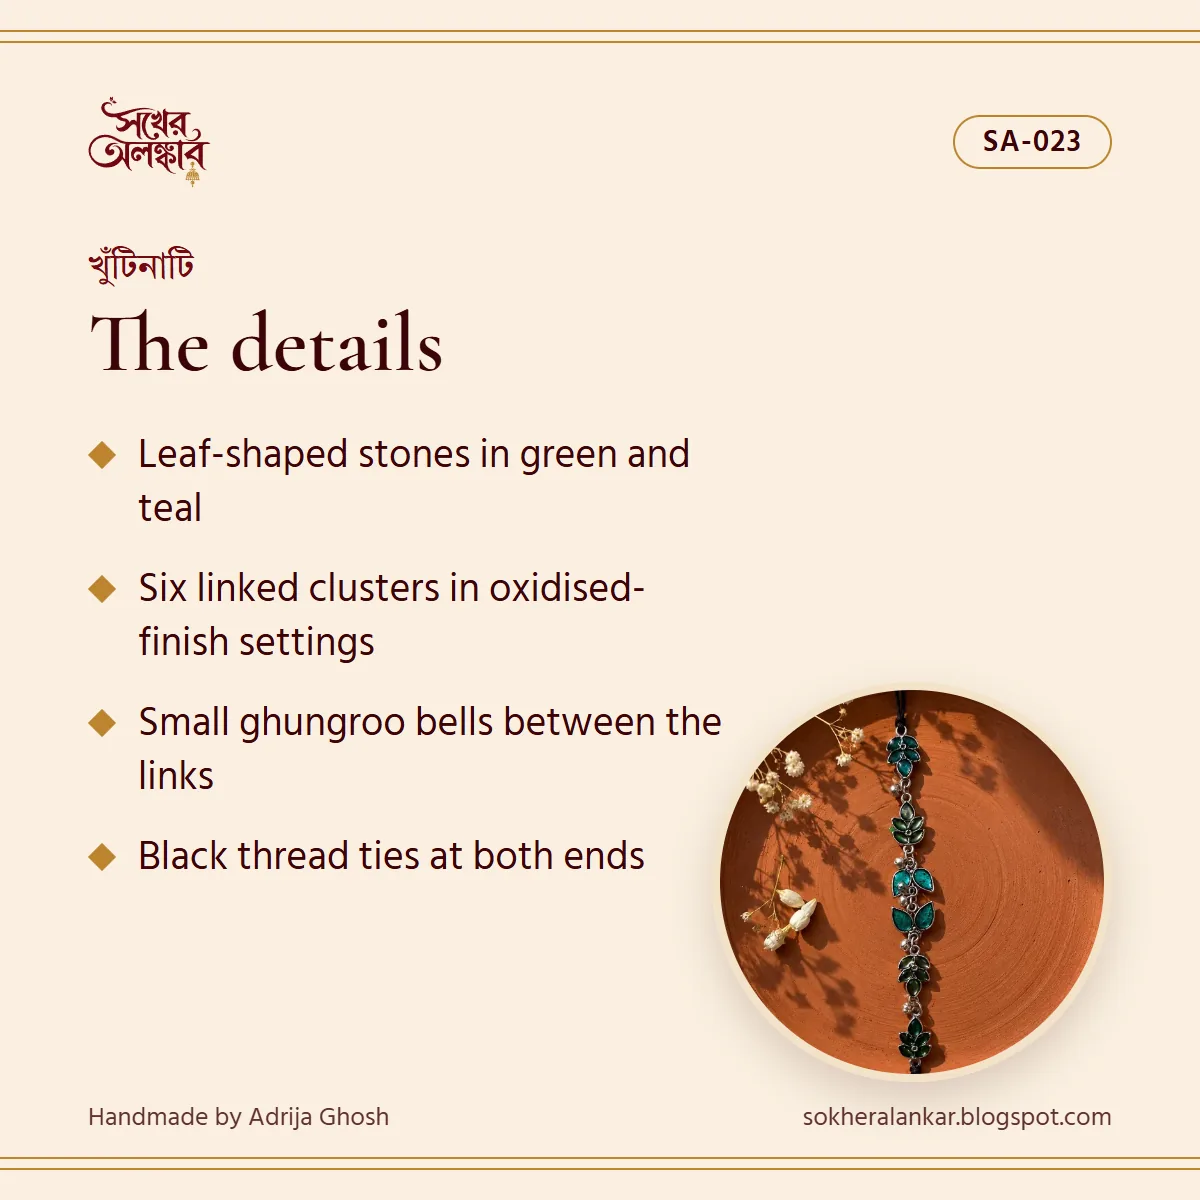 সখের
অলঙ্কার
SA-023
খুঁটিনাটি
The details
Leaf-shaped stones in green and
teal
Six linked clusters in oxidised-
finish settings
Small ghungroo bells between the
links
Black thread ties at both ends
Handmade by Adrija Ghosh
sokheralankar.blogspot.com